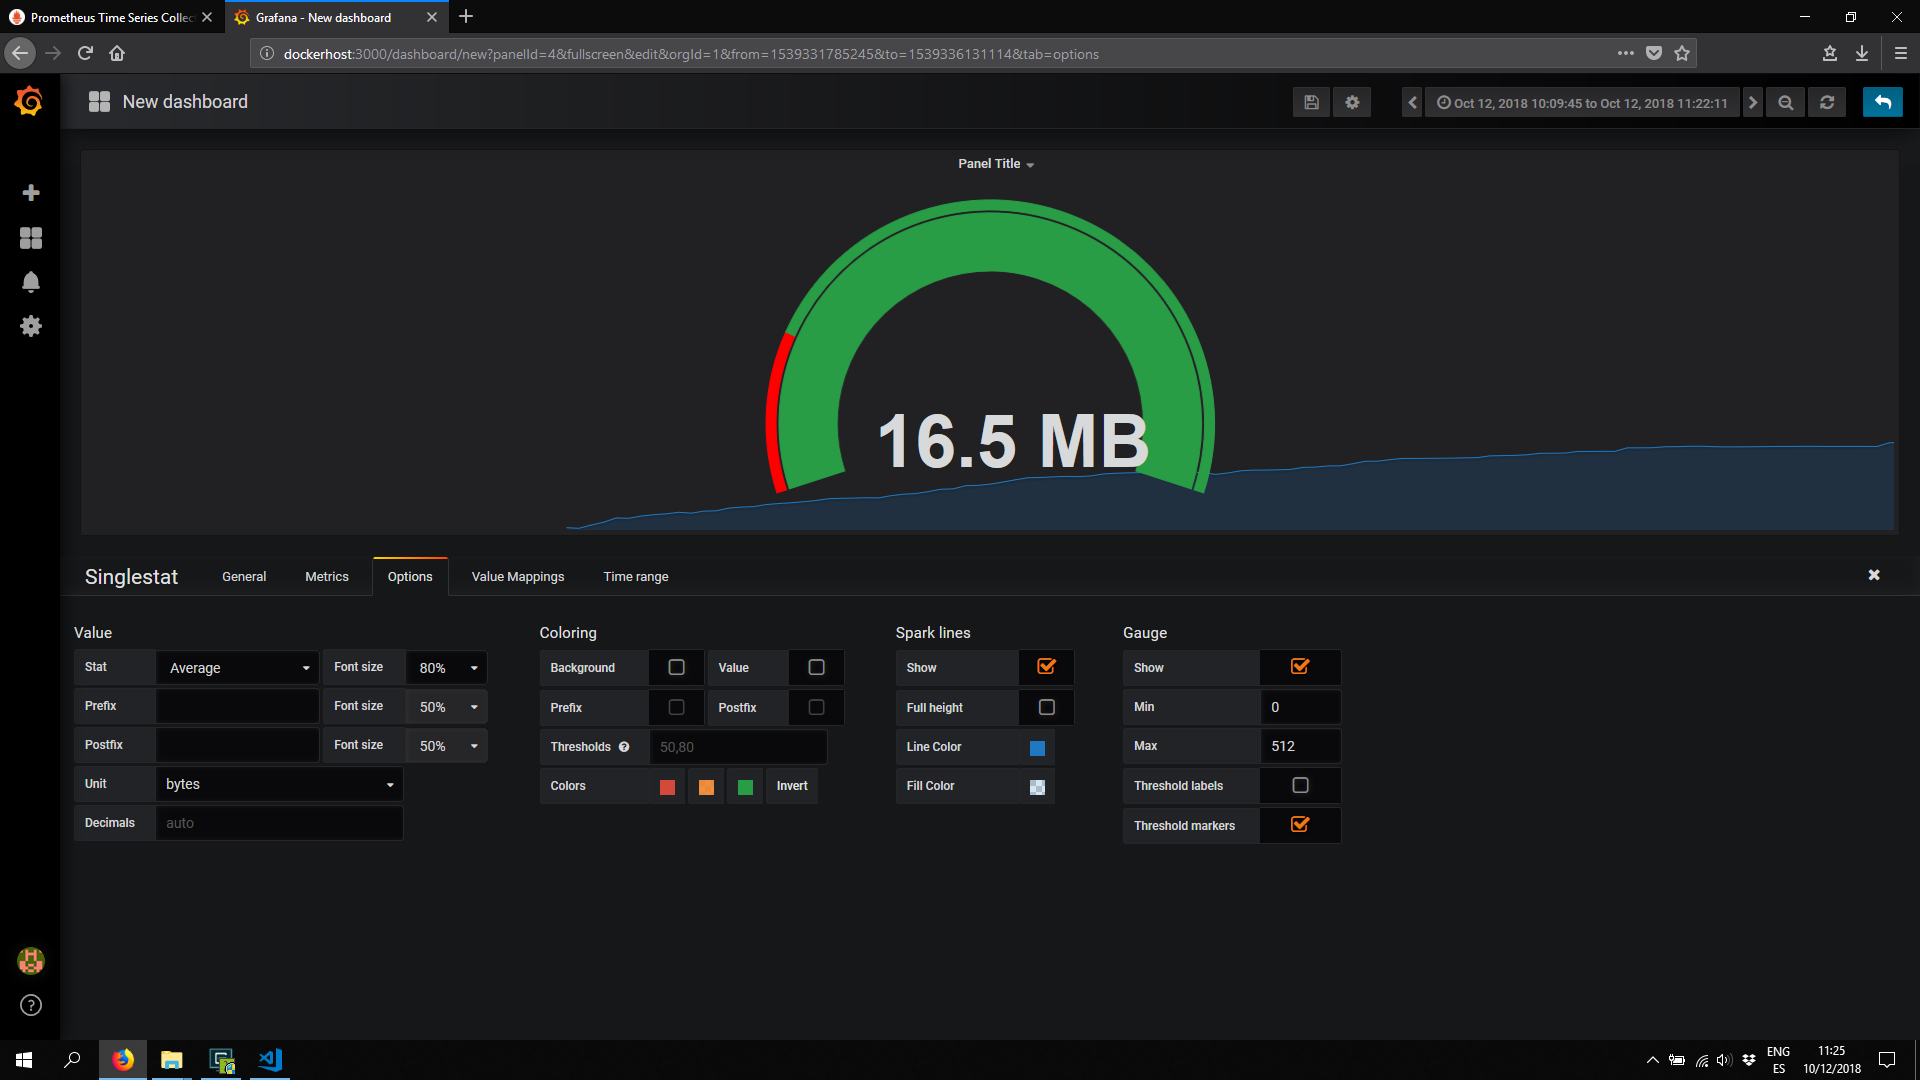 Prometheus Time Series Collec
Grafana - New dashboard
dockerhost:3000/dashboard/new?panelId=4&fullscreen&edit&orgId=1&from=1539331785245&to=1539336131114&tab=options
New dashboard
Oct 12, 2018 10:09:45 to Oct 12, 2018 11:22:11
Panel Title
16.5 MB
Singlestat General Metrics Options Value Mappings Time range
Value
Stat Average Font size 80%
Prefix Font size 50%
Postfix Font size 50%
Unit bytes
Decimals auto
Coloring
Background Value
Prefix Postfix
Thresholds 50,80
Colors Invert
Spark lines
Show
Full height
Line Color
Fill Color
Gauge
Show
Min 0
Max 512
Threshold labels
Threshold markers
ENG
ES
11:25
10/12/2018